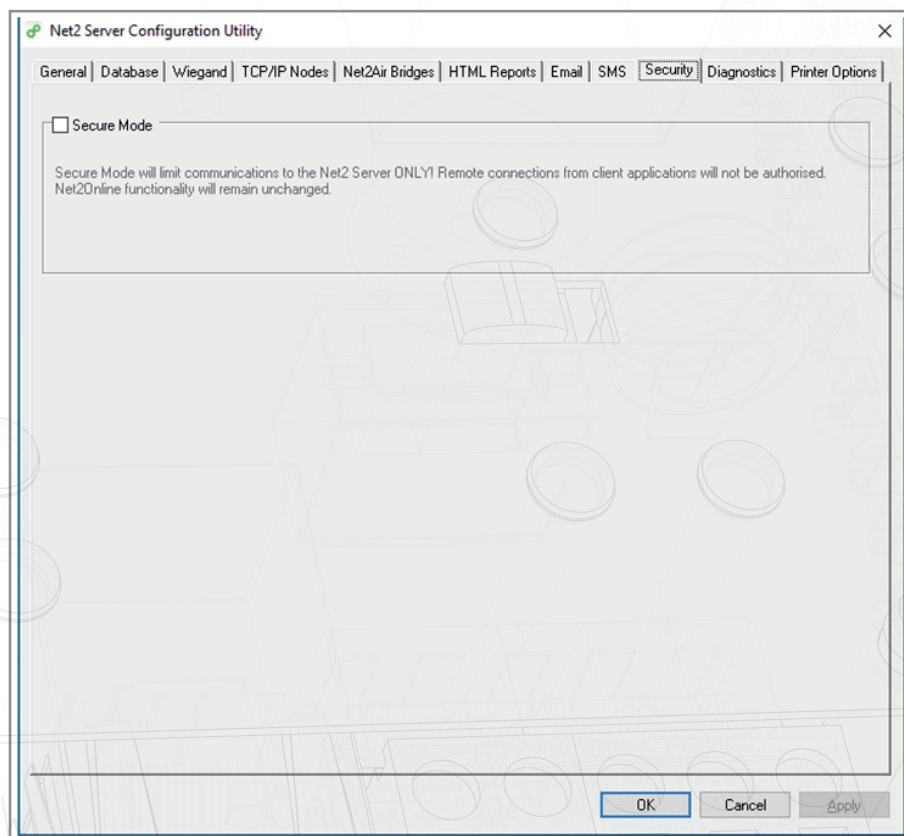 Net2 Server Configuration Utility
General Database Wiegand TCP/IP Nodes Net2Air Bridges HTML Reports Email SMS Security Diagnostics Printer Options
Secure Mode
Secure Mode will limit communications to the Net2 Server ONLY! Remote connections from client applications will not be authorised.
Net2Online functionality will remain unchanged.
OK Cancel Apply